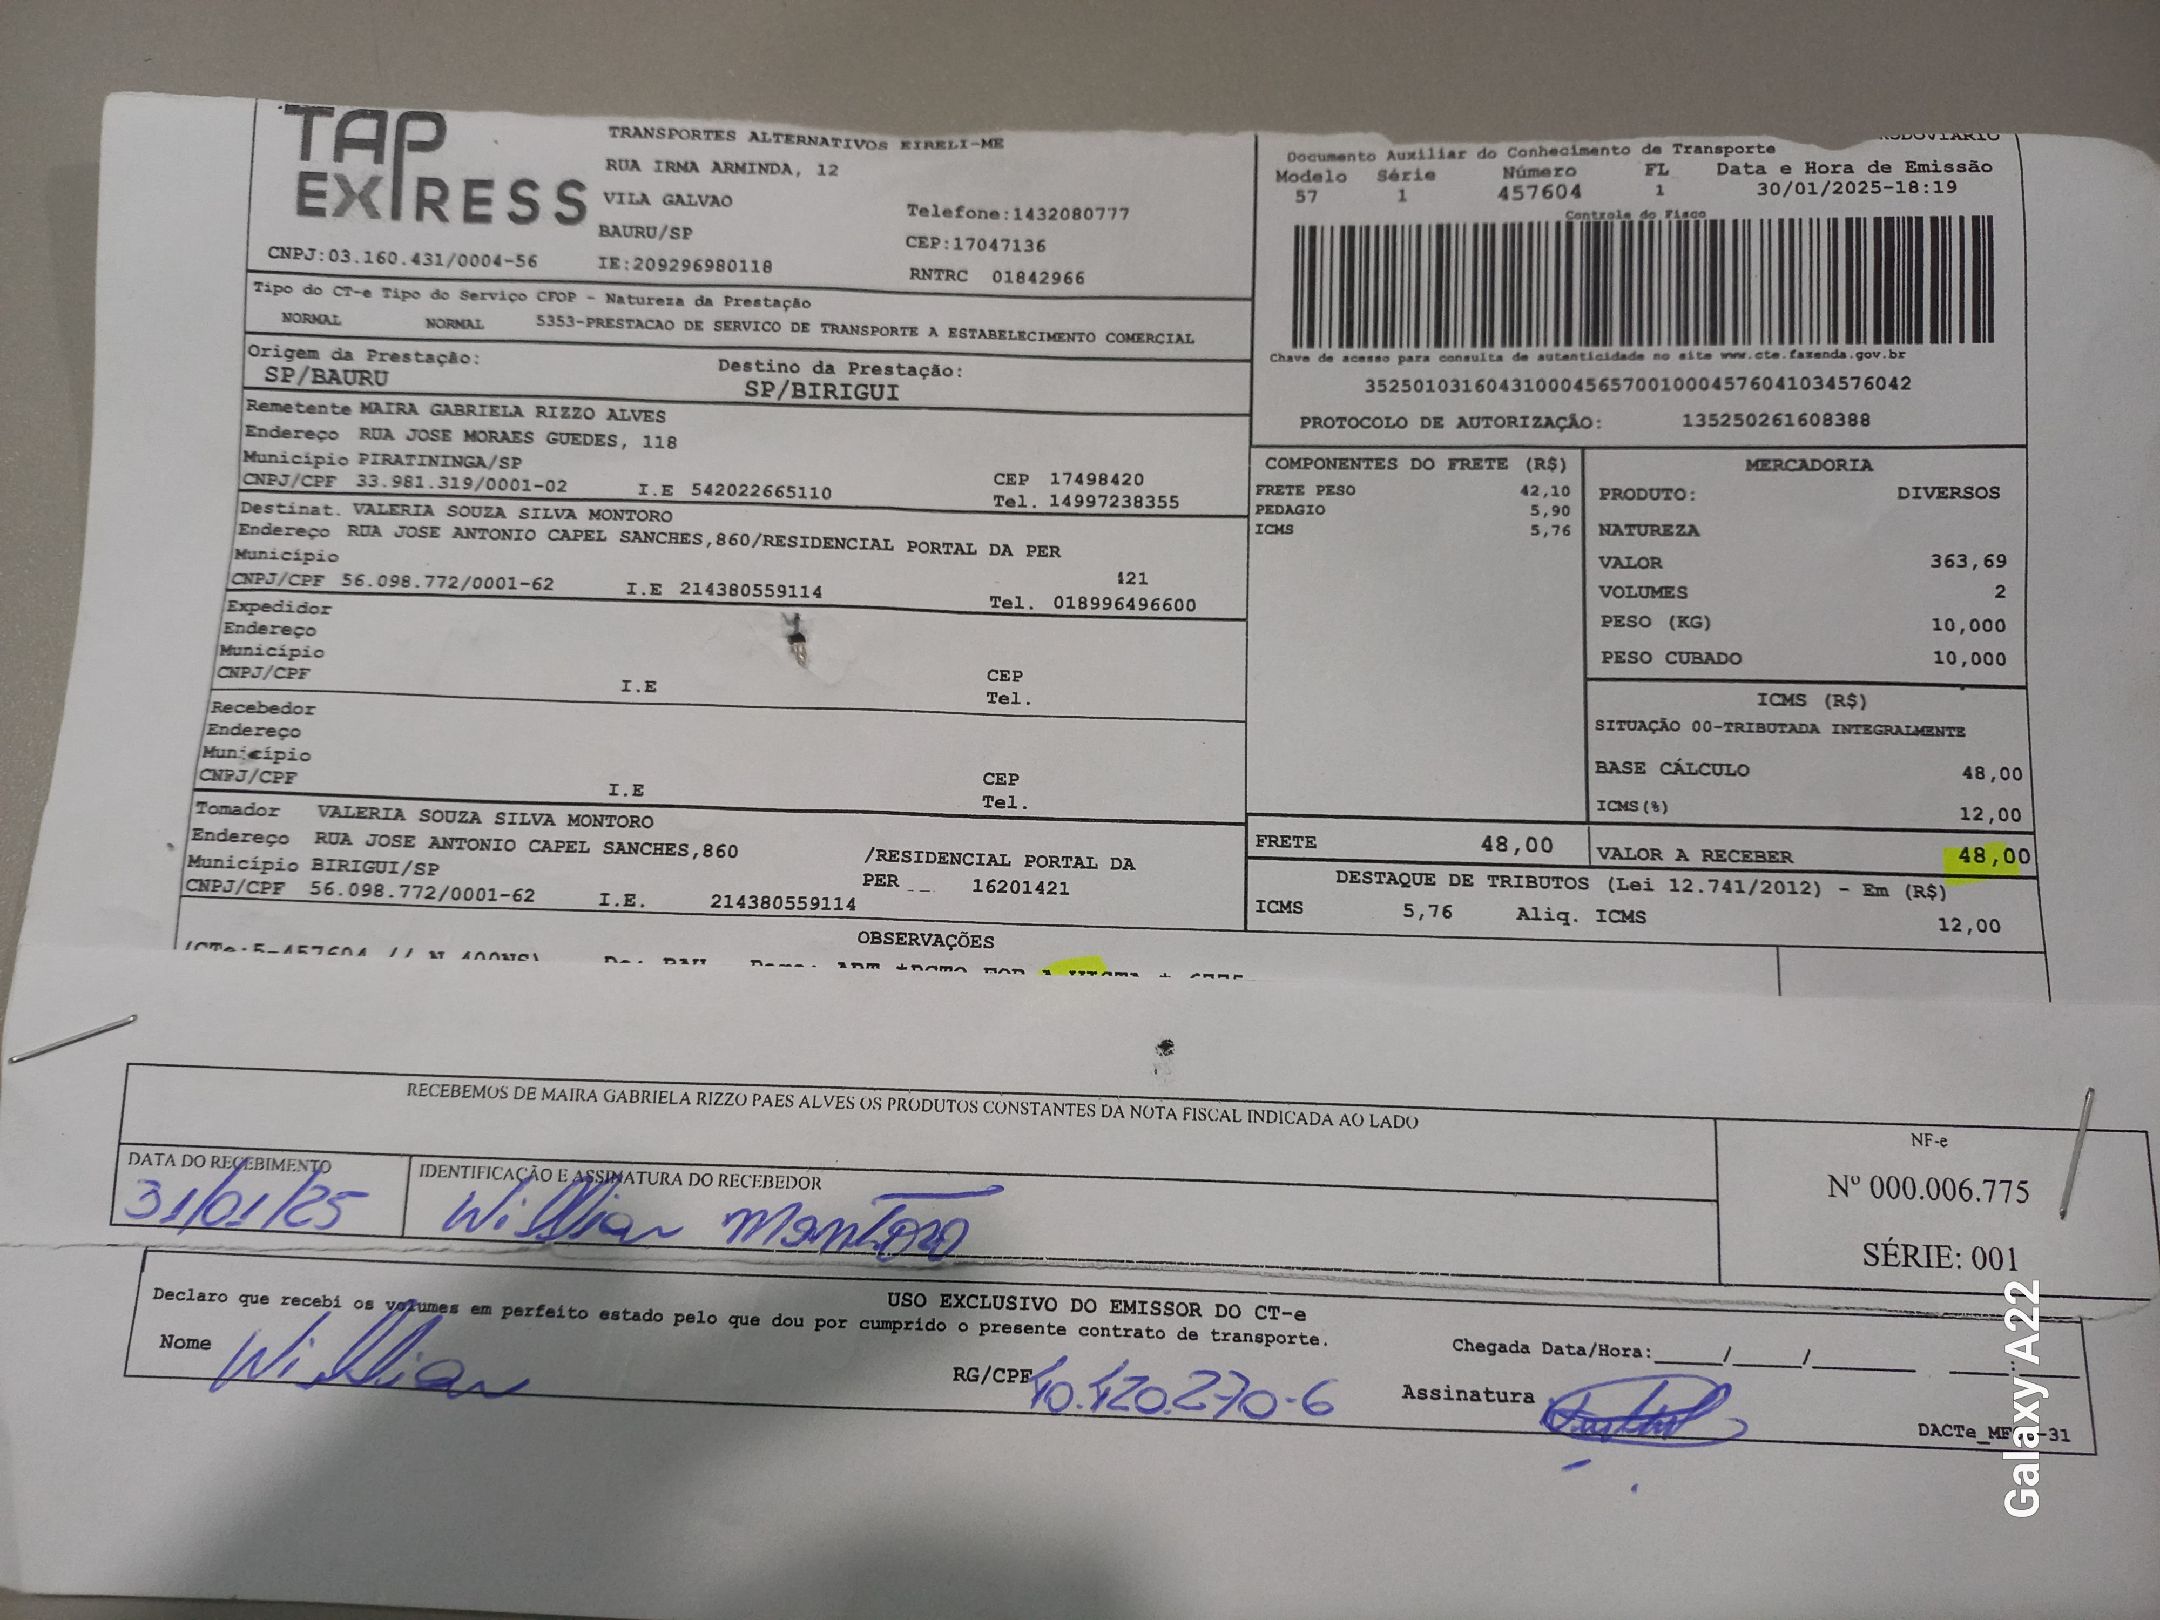 TAP EXPRESS
TRANSPORTES ALTERNATIVOS EIRELI-ME
RUA IRMA ARMINDA, 12
VILA GALVAO
BAURU/SP
Telefone:1432080777
CEP:17047136
CNPJ:03.160.431/0004-56
IE:209296980118
RNTRC 01842966
RODOVIÁRIO
Documento Auxiliar do Conhecimento de Transporte
Modelo Série Número FL Data e Hora de Emissão
57 1 457604 1 30/01/2025-18:19
Controle do Fisco
Chave de acesso para consulta de autenticidade no site www.cte.fazenda.gov.br
35250103160431000456570010004576041034576042
PROTOCOLO DE AUTORIZAÇÃO: 135250261608388
Tipo do CT-e Tipo do Serviço CFOP - Natureza da Prestação
NORMAL NORMAL 5353-PRESTACAO DE SERVICO DE TRANSPORTE A ESTABELECIMENTO COMERCIAL
Origem da Prestação: Destino da Prestação:
SP/BAURU SP/BIRIGUI
Remetente MAIRA GABRIELA RIZZO ALVES
Endereço RUA JOSE MORAES GUEDES, 118
Município PIRATININGA/SP CEP 17498420
CNPJ/CPF 33.981.319/0001-02 I.E 542022665110 Tel. 14997238355
Destinat. VALERIA SOUZA SILVA MONTORO
Endereço RUA JOSE ANTONIO CAPEL SANCHES,860/RESIDENCIAL PORTAL DA PER
Município 421
CNPJ/CPF 56.098.772/0001-62 I.E 214380559114 Tel. 018996496600
Expedidor
Endereço
Município CEP
CNPJ/CPF I.E Tel.
Recebedor
Endereço
Município CEP
CNPJ/CPF I.E Tel.
Tomador VALERIA SOUZA SILVA MONTORO
Endereço RUA JOSE ANTONIO CAPEL SANCHES,860 /RESIDENCIAL PORTAL DA
Município BIRIGUI/SP PER 16201421
CNPJ/CPF 56.098.772/0001-62 I.E. 214380559114
COMPONENTES DO FRETE (R$)
FRETE PESO 42,10
PEDAGIO 5,90
ICMS 5,76
MERCADORIA
PRODUTO: DIVERSOS
NATUREZA
VALOR 363,69
VOLUMES 2
PESO (KG) 10,000
PESO CUBADO 10,000
ICMS (R$)
SITUAÇÃO 00-TRIBUTADA INTEGRALMENTE
BASE CÁLCULO 48,00
ICMS(%) 12,00
FRETE 48,00 VALOR A RECEBER 48,00
DESTAQUE DE TRIBUTOS (Lei 12.741/2012) - Em (R$)
ICMS 5,76 Aliq. ICMS 12,00
OBSERVAÇÕES
RECEBEMOS DE MAIRA GABRIELA RIZZO PAES ALVES OS PRODUTOS CONSTANTES DA NOTA FISCAL INDICADA AO LADO
DATA DO RECEBIMENTO IDENTIFICAÇÃO E ASSINATURA DO RECEBEDOR
31/01/25 Willian Montoro
NF-e
Nº 000.006.775
SÉRIE: 001
USO EXCLUSIVO DO EMISSOR DO CT-e
Declaro que recebi os volumes em perfeito estado pelo que dou por cumprido o presente contrato de transporte.
Nome Willian RG/CPF 40.420.270-6
Chegada Data/Hora: / /
Assinatura
Galaxy A22